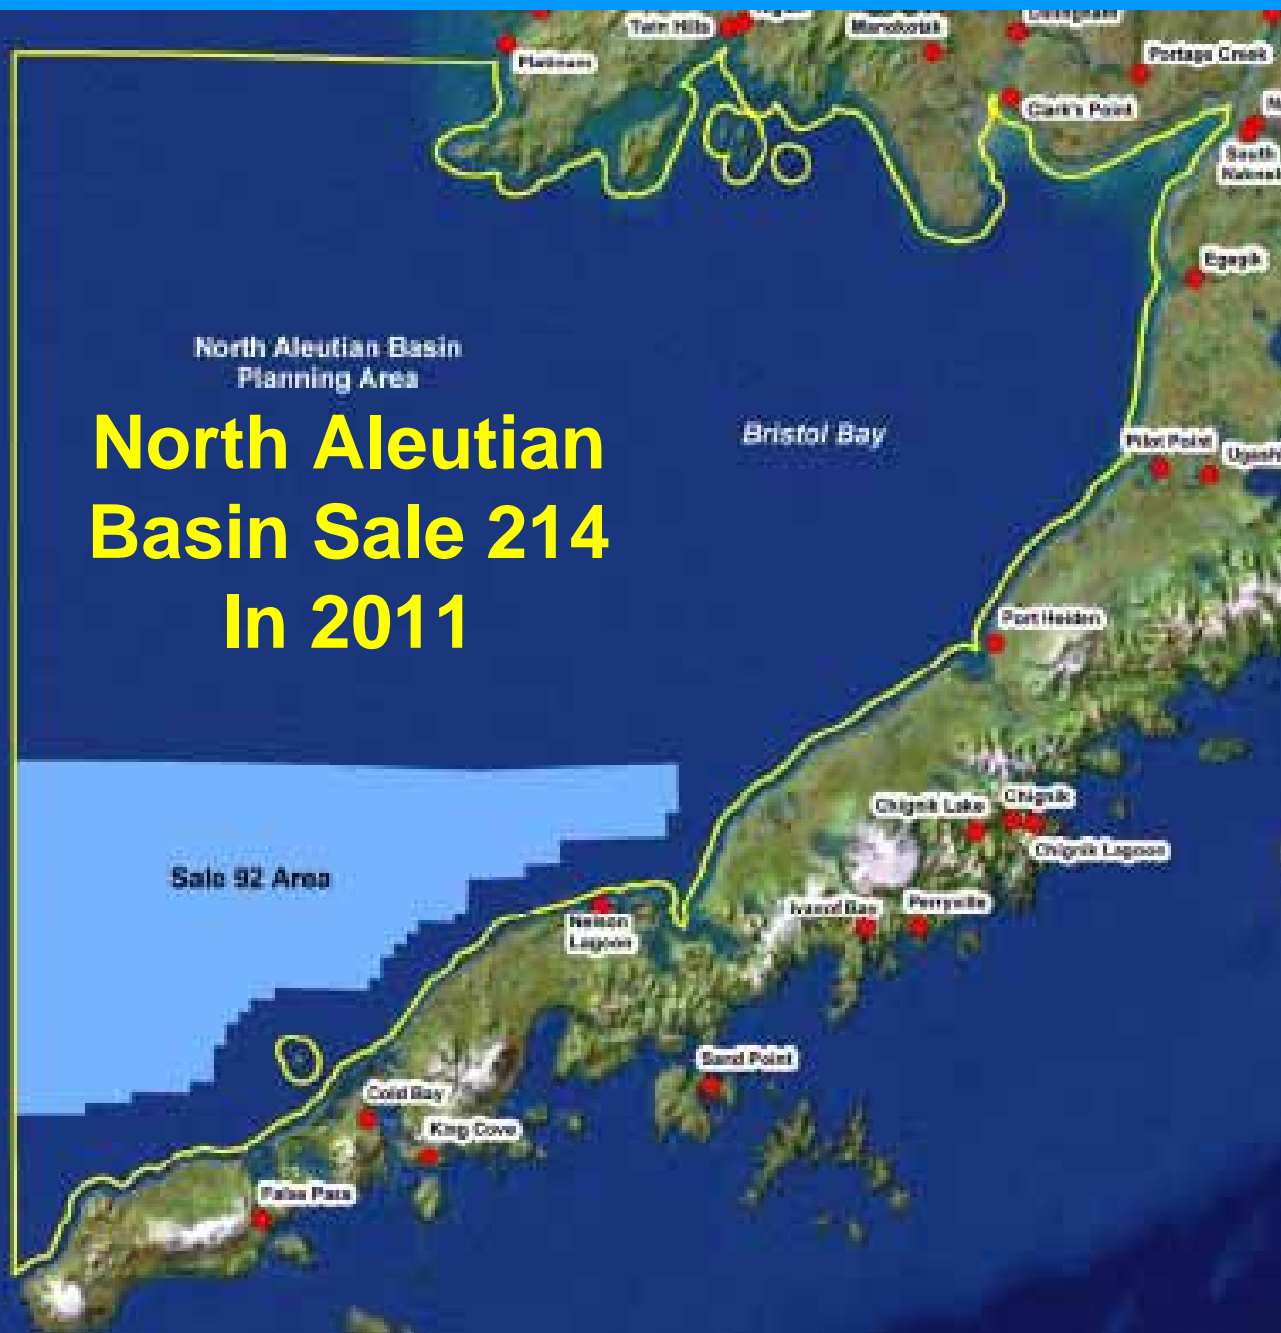 Twin Hills
Manokotak
Platinum
Portage Creek
Clark's Point
South
Egegik
North Aleutian Basin
Planning Area
North Aleutian
Basin Sale 214
In 2011
Bristol Bay
Pilot Point
Port Heiden
Chignik Lake
Chignik
Chignik Lagoon
Sale 92 Area
Ivanof Bay
Perryville
Nelson
Lagoon
Sand Point
Cold Bay
King Cove
False Pass